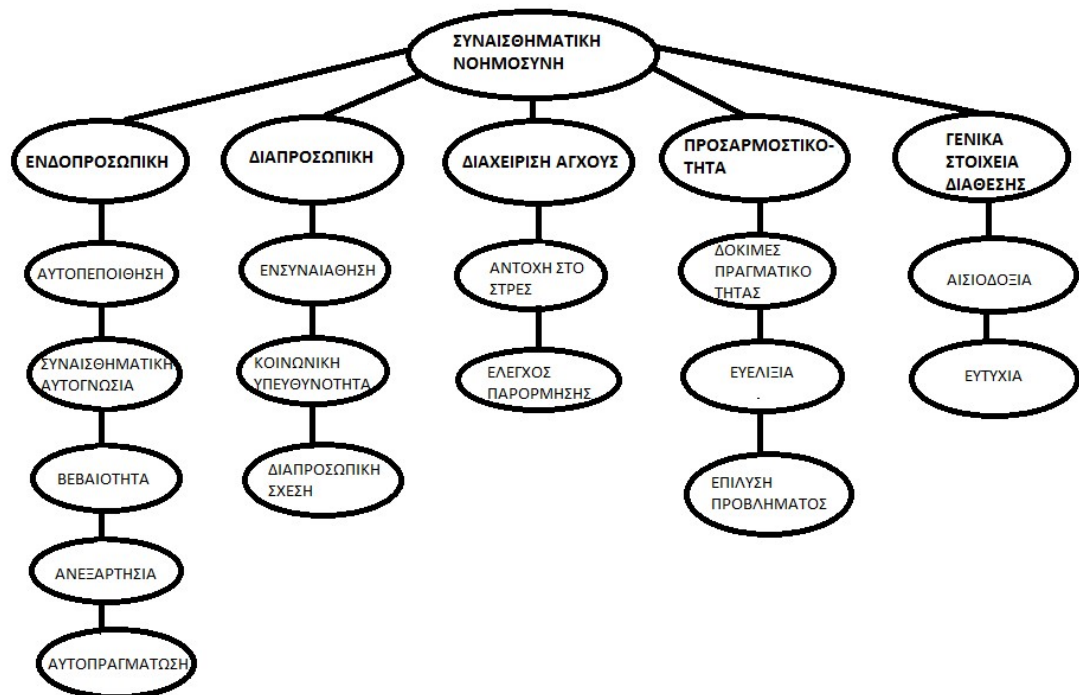 ΣΥΝΑΙΣΘΗΜΑΤΙΚΗ
ΝΟΗΜΟΣΥΝΗ
ΕΝΔΟΠΡΟΣΩΠΙΚΗ
ΔΙΑΠΡΟΣΩΠΙΚΗ
ΔΙΑΧΕΙΡΙΣΗ ΑΓΧΟΥΣ
ΠΡΟΣΑΡΜΟΣΤΙΚΟ-
ΤΗΤΑ
ΓΕΝΙΚΑ
ΣΤΟΙΧΕΙΑ
ΔΙΑΘΕΣΗΣ
ΑΥΤΟΠΕΠΟΙΘΗΣΗ
ΣΥΝΑΙΣΘΗΜΑΤΙΚΗ
ΑΥΤΟΓΝΩΣΙΑ
ΒΕΒΑΙΟΤΗΤΑ
ΑΝΕΞΑΡΤΗΣΙΑ
ΑΥΤΟΠΡΑΓΜΑΤΩΣΗ
ΕΝΣΥΝΑΙΑΘΗΣΗ
ΚΟΙΝΩΝΙΚΗ
ΥΠΕΥΘΥΝΟΤΗΤΑ
ΔΙΑΠΡΟΣΩΠΙΚΗ
ΣΧΕΣΗ
ΑΝΤΟΧΗ ΣΤΟ
ΣΤΡΕΣ
ΕΛΕΓΧΟΣ
ΠΑΡΟΡΜΗΣΗΣ
ΔΟΚΙΜΕΣ
ΠΡΑΓΜΑΤΙΚΟ
ΤΗΤΑΣ
ΕΥΕΛΙΞΙΑ
.
ΕΠΙΛΥΣΗ
ΠΡΟΒΛΗΜΑΤΟΣ
ΑΙΣΙΟΔΟΞΙΑ
ΕΥΤΥΧΙΑ